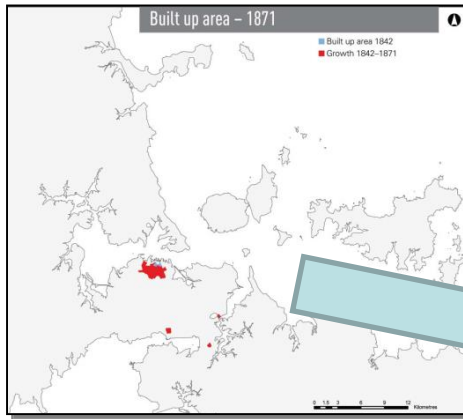 Built up area – 1871
Built up area 1842
Growth 1842–1871
0 1.5 3 6 9 12
Kilometres